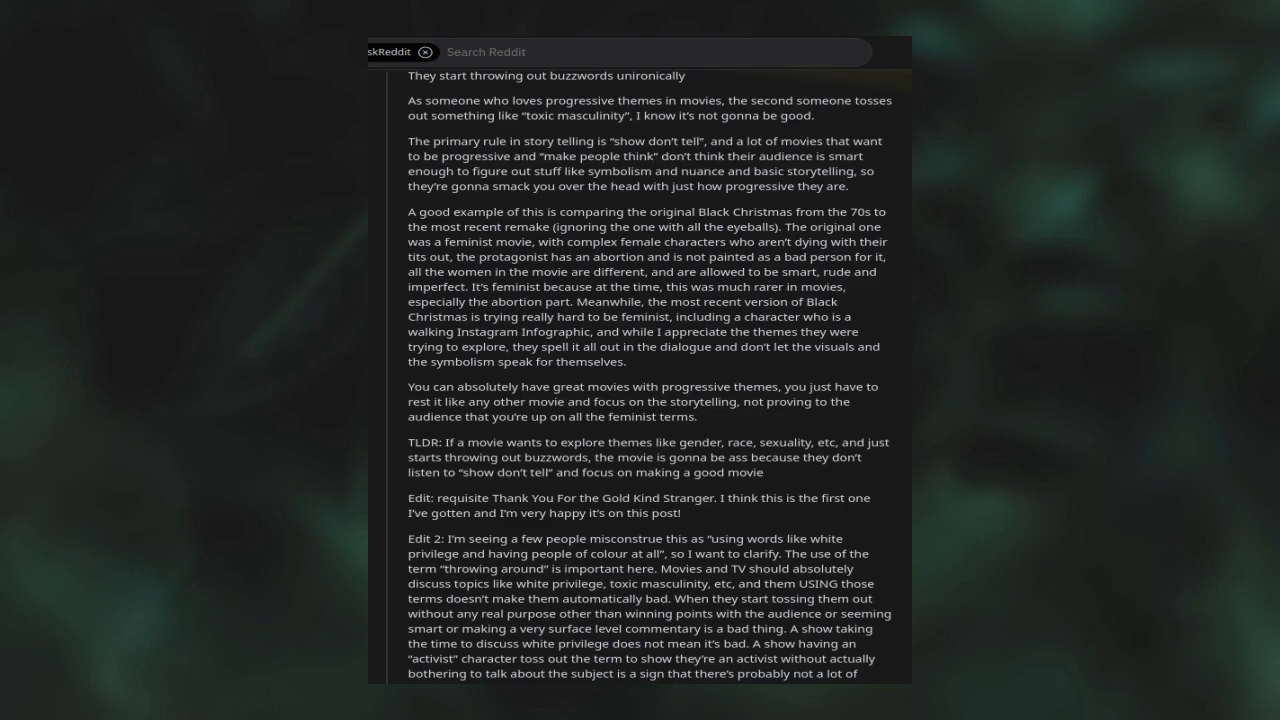 skReddit
Search Reddit
They start throwing out buzzwords unironically
As someone who loves progressive themes in movies, the second someone tosses
out something like “toxic masculinity”, I know it’s not gonna be good.
The primary rule in story telling is “show don’t tell”, and a lot of movies that want
to be progressive and “make people think” don’t think their audience is smart
enough to figure out stuff like symbolism and nuance and basic storytelling, so
they’re gonna smack you over the head with just how progressive they are.
A good example of this is comparing the original Black Christmas from the 70s to
the most recent remake (ignoring the one with all the eyeballs). The original one
was a feminist movie, with complex female characters who aren’t dying with their
tits out, the protagonist has an abortion and is not painted as a bad person for it,
all the women in the movie are different, and are allowed to be smart, rude and
imperfect. It’s feminist because at the time, this was much rarer in movies,
especially the abortion part. Meanwhile, the most recent version of Black
Christmas is trying really hard to be feminist, including a character who is a
walking Instagram Infographic, and while I appreciate the themes they were
trying to explore, they spell it all out in the dialogue and don’t let the visuals and
the symbolism speak for themselves.
You can absolutely have great movies with progressive themes, you just have to
rest it like any other movie and focus on the storytelling, not proving to the
audience that you’re up on all the feminist terms.
TLDR: If a movie wants to explore themes like gender, race, sexuality, etc, and just
starts throwing out buzzwords, the movie is gonna be ass because they don’t
listen to “show don’t tell” and focus on making a good movie
Edit: requisite Thank You For the Gold Kind Stranger. I think this is the first one
I’ve gotten and I’m very happy it’s on this post!
Edit 2: I’m seeing a few people misconstrue this as “using words like white
privilege and having people of colour at all”, so I want to clarify. The use of the
term “throwing around” is important here. Movies and TV should absolutely
discuss topics like white privilege, toxic masculinity, etc, and them USING those
terms doesn’t make them automatically bad. When they start tossing them out
without any real purpose other than winning points with the audience or seeming
smart or making a very surface level commentary is a bad thing. A show taking
the time to discuss white privilege does not mean it’s bad. A show having an
“activist” character toss out the term to show they’re an activist without actually
bothering to talk about the subject is a sign that there’s probably not a lot of